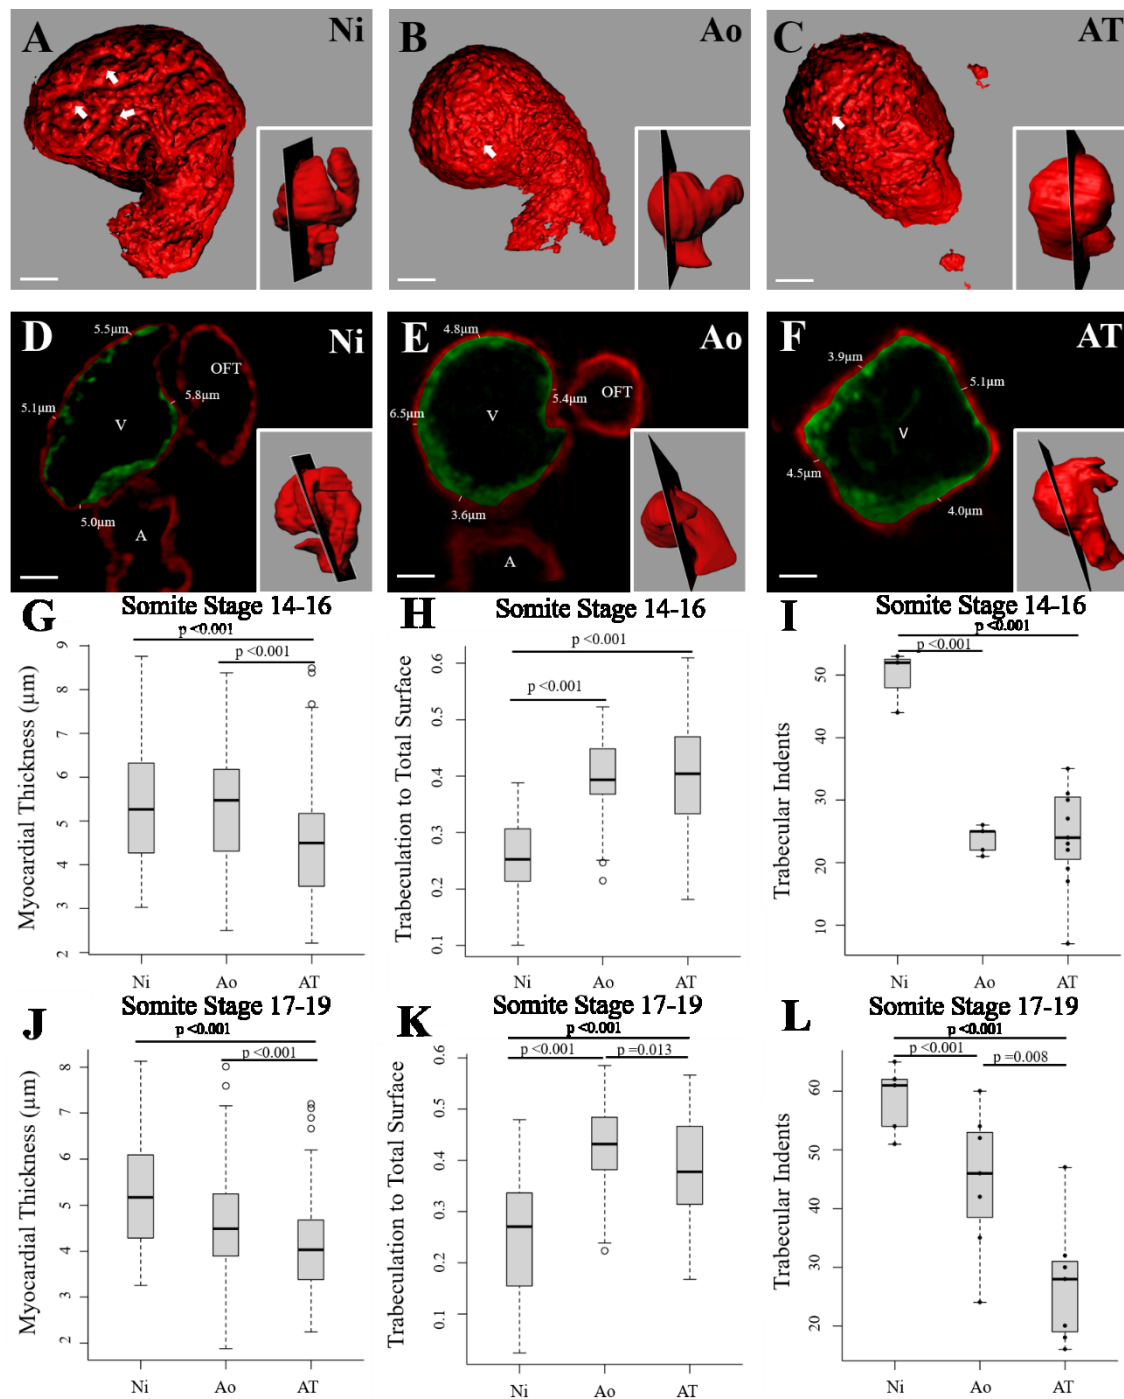 A Ni
B Ao
C AT
D Ni
5.5μm
OFT
5.8μm
5.1μm
V
5.0μm
A
E Ao
4.8μm
OFT
5.4μm
V
6.5μm
3.6μm
A
F AT
3.9μm
5.1μm
V
4.5μm
4.0μm
G Somite Stage 14-16
p <0.001
p <0.001
Myocardial Thickness (μm)
9
8
7
6
5
4
3
2
Ni Ao AT
H Somite Stage 14-16
p <0.001
p <0.001
Trabeculation to Total Surface
0.6
0.5
0.4
0.3
0.2
0.1
Ni Ao AT
I Somite Stage 14-16
p <0.001
p <0.001
Trabecular Indents
50
40
30
20
10
Ni Ao AT
J Somite Stage 17-19
p <0.001
p <0.001
Myocardial Thickness (μm)
8
7
6
5
4
3
2
Ni Ao AT
K Somite Stage 17-19
p <0.001
p <0.001 p =0.013
Trabeculation to Total Surface
0.6
0.5
0.4
0.3
0.2
0.1
Ni Ao AT
L Somite Stage 17-19
p <0.001
p <0.001 p =0.008
Trabecular Indents
60
50
40
30
20
Ni Ao AT